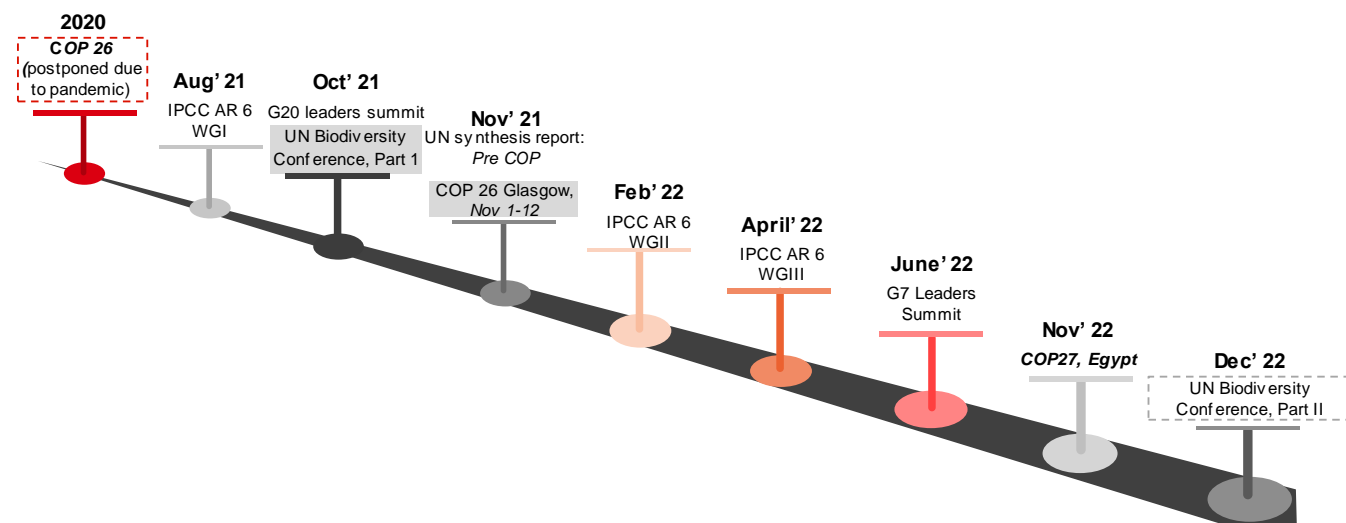 2020
COP 26
(postponed due
to pandemic)
Aug’ 21
IPCC AR 6
WGI
Oct’ 21
G20 leaders summit
UN Biodiversity
Conference, Part 1
Nov’ 21
UN synthesis report:
Pre COP
COP 26 Glasgow,
Nov 1-12
Feb’ 22
IPCC AR 6
WGII
April’ 22
IPCC AR 6
WGIII
June’ 22
G7 Leaders
Summit
Nov’ 22
COP27, Egypt
Dec’ 22
UN Biodiversity
Conference, Part II